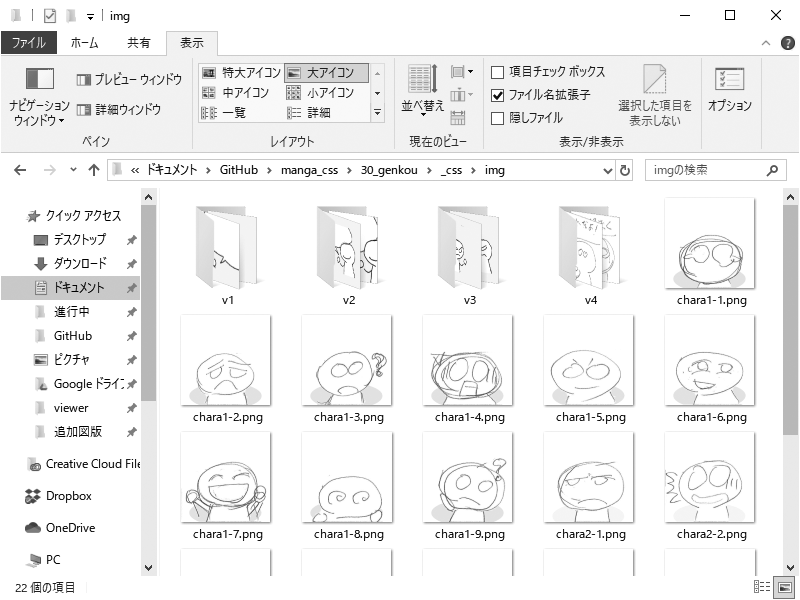 img
ファイル ホーム 共有 表示
ナビゲーション
ウィンドウ
プレビュー ウィンドウ
詳細ウィンドウ
ペイン
特大アイコン 大アイコン
中アイコン 小アイコン
一覧 詳細
レイアウト
並べ替え
現在のビュー
項目チェック ボックス
ファイル名拡張子
隠しファイル
選択した項目を
表示しない
表示/非表示
オプション
« ドキュメント › GitHub › manga_css › 30_genkou › _css › img
imgの検索
クイック アクセス
デスクトップ
ダウンロード
ドキュメント
進行中
GitHub
ピクチャ
Google ドライ
viewer
追加図版
Creative Cloud File
Dropbox
OneDrive
PC
v1 v2 v3 v4 chara1-1.png
chara1-2.png chara1-3.png chara1-4.png chara1-5.png chara1-6.png
chara1-7.png chara1-8.png chara1-9.png chara2-1.png chara2-2.png
22 個の項目